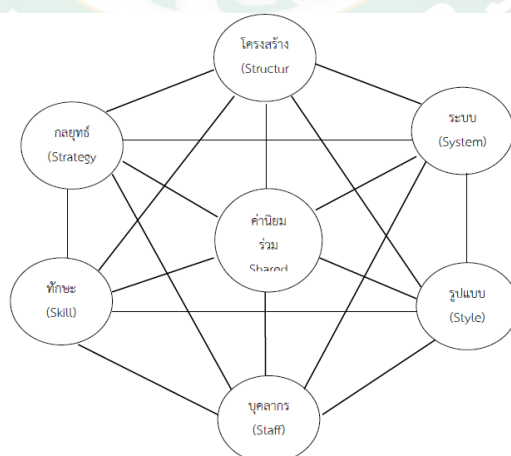 โครงสร้าง
(Structur
กลยุทธ์
(Strategy
ระบบ
(System)
ค่านิยม
ร่วม
Shared
ทักษะ
(Skill)
รูปแบบ
(Style)
บุคลากร
(Staff)